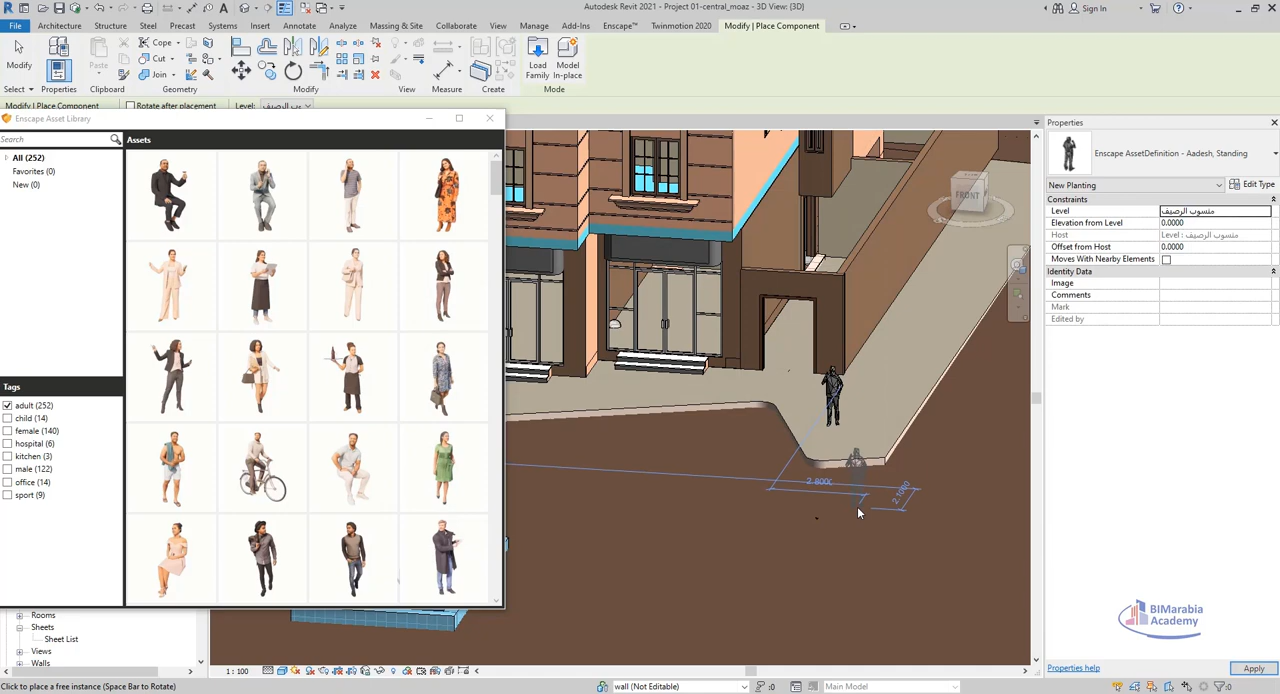 Autodesk Revit 2021 - Project 01-central_moaz - 3D View: {3D}
Sign In
File
Architecture
Structure
Steel
Precast
Systems
Insert
Annotate
Analyze
Massing & Site
Collaborate
View
Manage
Add-Ins
Enscape™
Twinmotion 2020
Modify | Place Component
Modify
Paste
Cope
Cut
Join
Load
Family
Model
In-place
Select
Properties
Clipboard
Geometry
Modify
View
Measure
Create
Mode
Modify | Place Component
Rotate after placement
Level:
Enscape Asset Library
Search
Assets
All (252)
Favorites (0)
New (0)
Tags
adult (252)
child (14)
female (140)
hospital (6)
kitchen (3)
male (122)
office (14)
sport (9)
Rooms
Sheets
Sheet List
Views
Walls
FRONT
2.1000
Properties
Enscape AssetDefinition - Aadesh, Standing
New Planting
Edit Type
Constraints
Level
منسوب الرصيف
Elevation from Level
0.0000
Host
Level : منسوب الرصيف
Offset from Host
0.0000
Moves With Nearby Elements
Identity Data
Image
Comments
Mark
Edited by
BIMarabia
Academy
Properties help
Apply
1 : 100
Click to place a free instance (Space Bar to Rotate)
wall (Not Editable)
:0
Main Model
:0